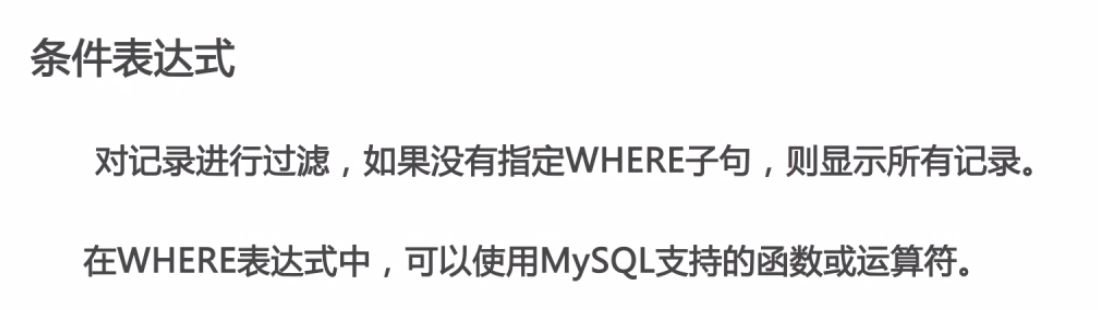 条件表达式
对记录进行过滤，如果没有指定WHERE子句，则显示所有记录。
在WHERE表达式中，可以使用MySQL支持的函数或运算符。